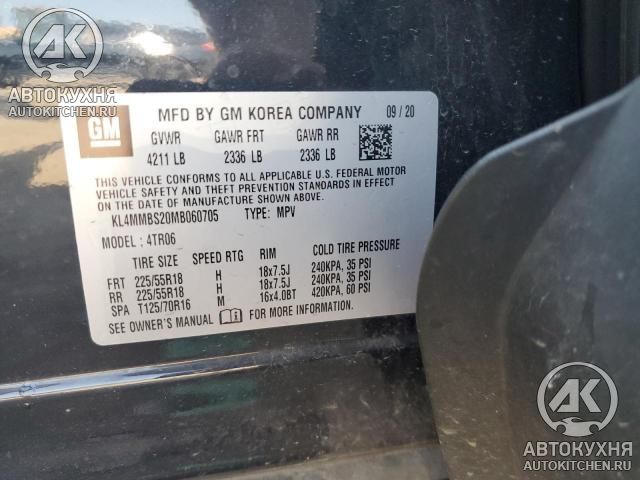 AK
АВТОКУХНЯ
AUTOKITCHEN.RU
GM
MFD BY GM KOREA COMPANY 09 / 20
GVWR GAWR FRT GAWR RR
4211 LB 2336 LB 2336 LB
THIS VEHICLE CONFORMS TO ALL APPLICABLE U.S. FEDERAL MOTOR
VEHICLE SAFETY AND THEFT PREVENTION STANDARDS IN EFFECT
ON THE DATE OF MANUFACTURE SHOWN ABOVE.
KL4MMBS20MB060705 TYPE: MPV
MODEL: 4TR06
TIRE SIZE SPEED RTG RIM COLD TIRE PRESSURE
FRT 225/55R18 H 18x7.5J 240KPA, 35 PSI
RR 225/55R18 H 18x7.5J 240KPA, 35 PSI
SPA T125/70R16 M 16x4.0BT 420KPA, 60 PSI
SEE OWNER'S MANUAL FOR MORE INFORMATION.
AK
АВТОКУХНЯ
AUTOKITCHEN.RU